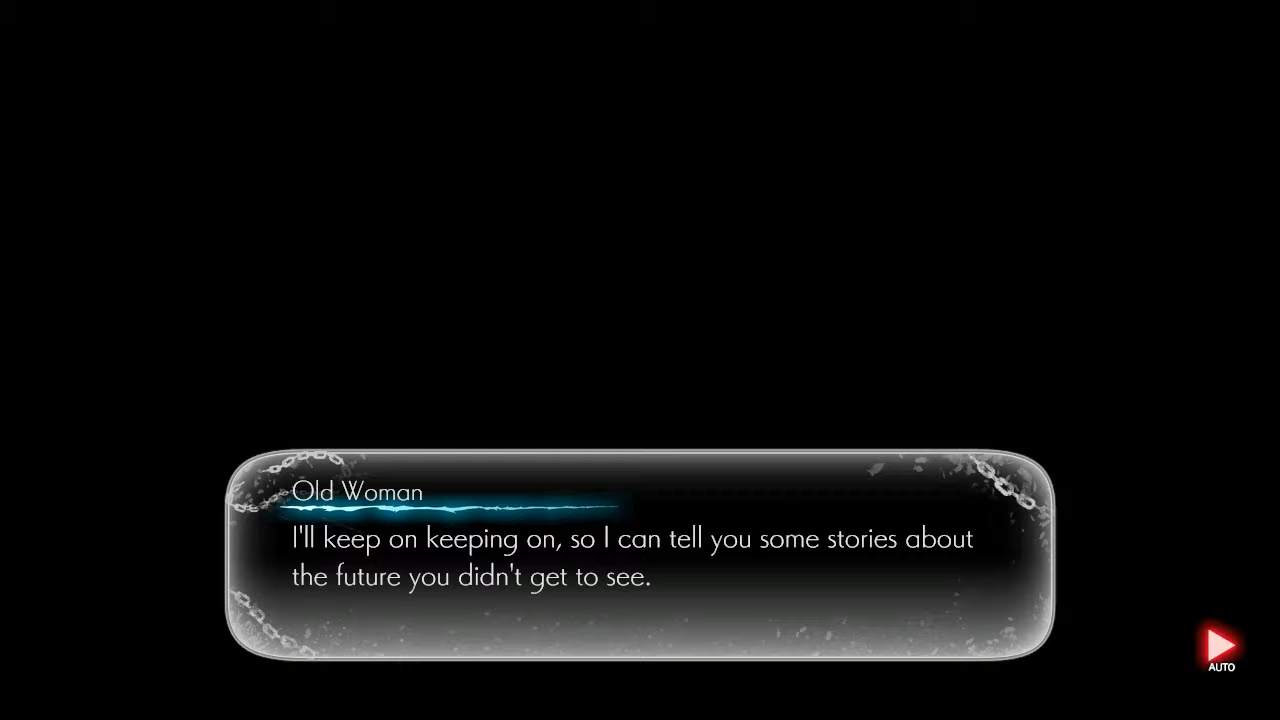 Old Woman
I'll keep on keeping on, so I can tell you some stories about
the future you didn't get to see.
AUTO